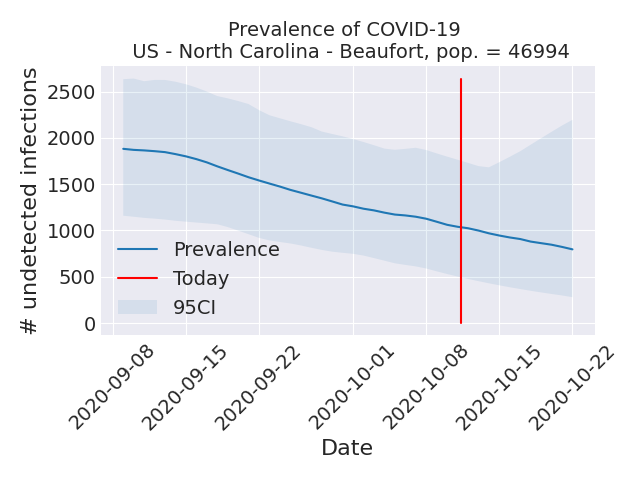 Prevalence of COVID-19
US - North Carolina - Beaufort, pop. = 46994
# undetected infections
2500
2000
1500
1000
500
0
Prevalence
Today
95CI
2020-09-08
2020-09-15
2020-09-22
2020-10-01
2020-10-08
2020-10-15
2020-10-22
Date